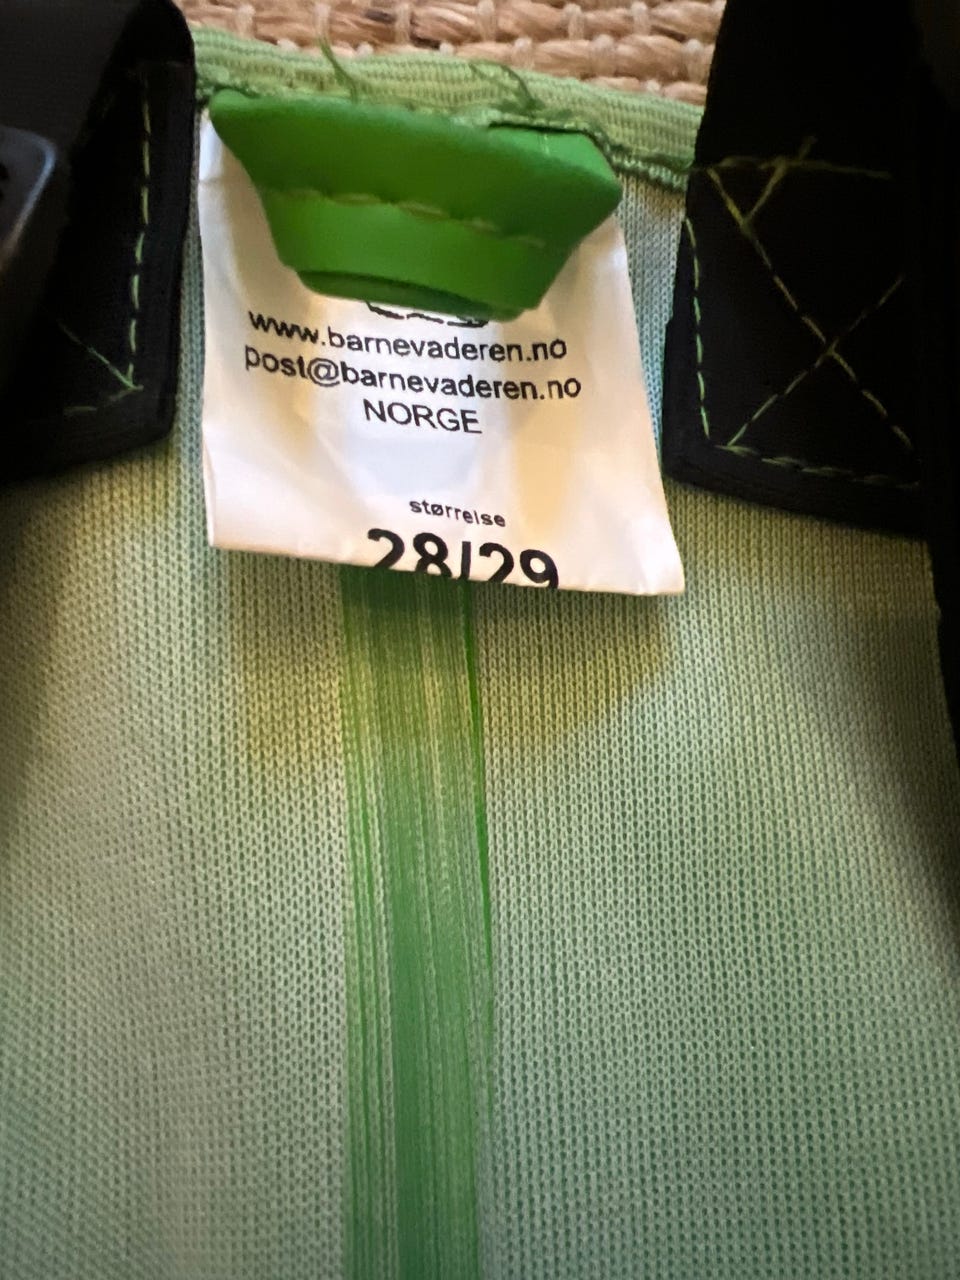 www.barnevaderen.no
post@barnevaderen.no
NORGE
størrelse
28/29